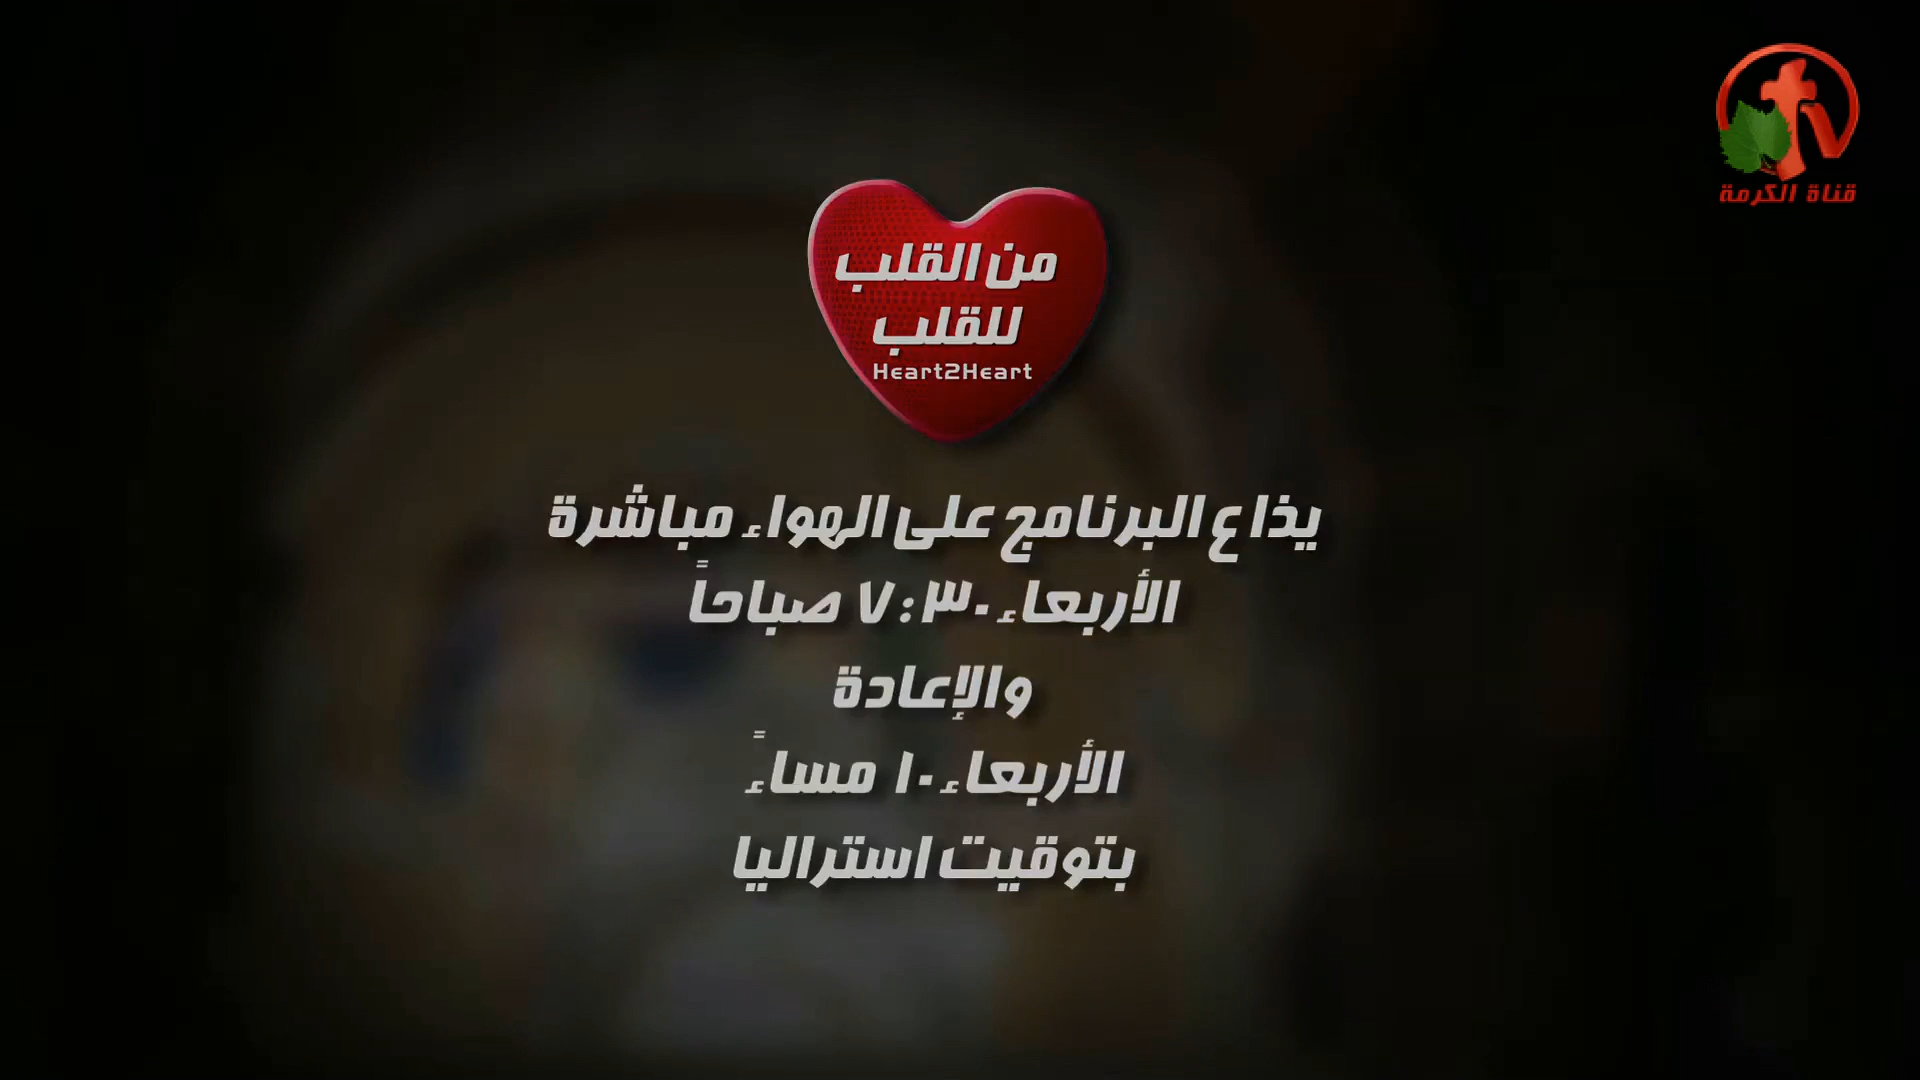 tv
قناة الكرمة
من القلب
للقلب
Heart2Heart
يذاع البرنامج على الهواء مباشرة
الأربعاء ٧:٣٠ صباحاً
والإعادة
الأربعاء ١٠ مساءً
بتوقيت استراليا